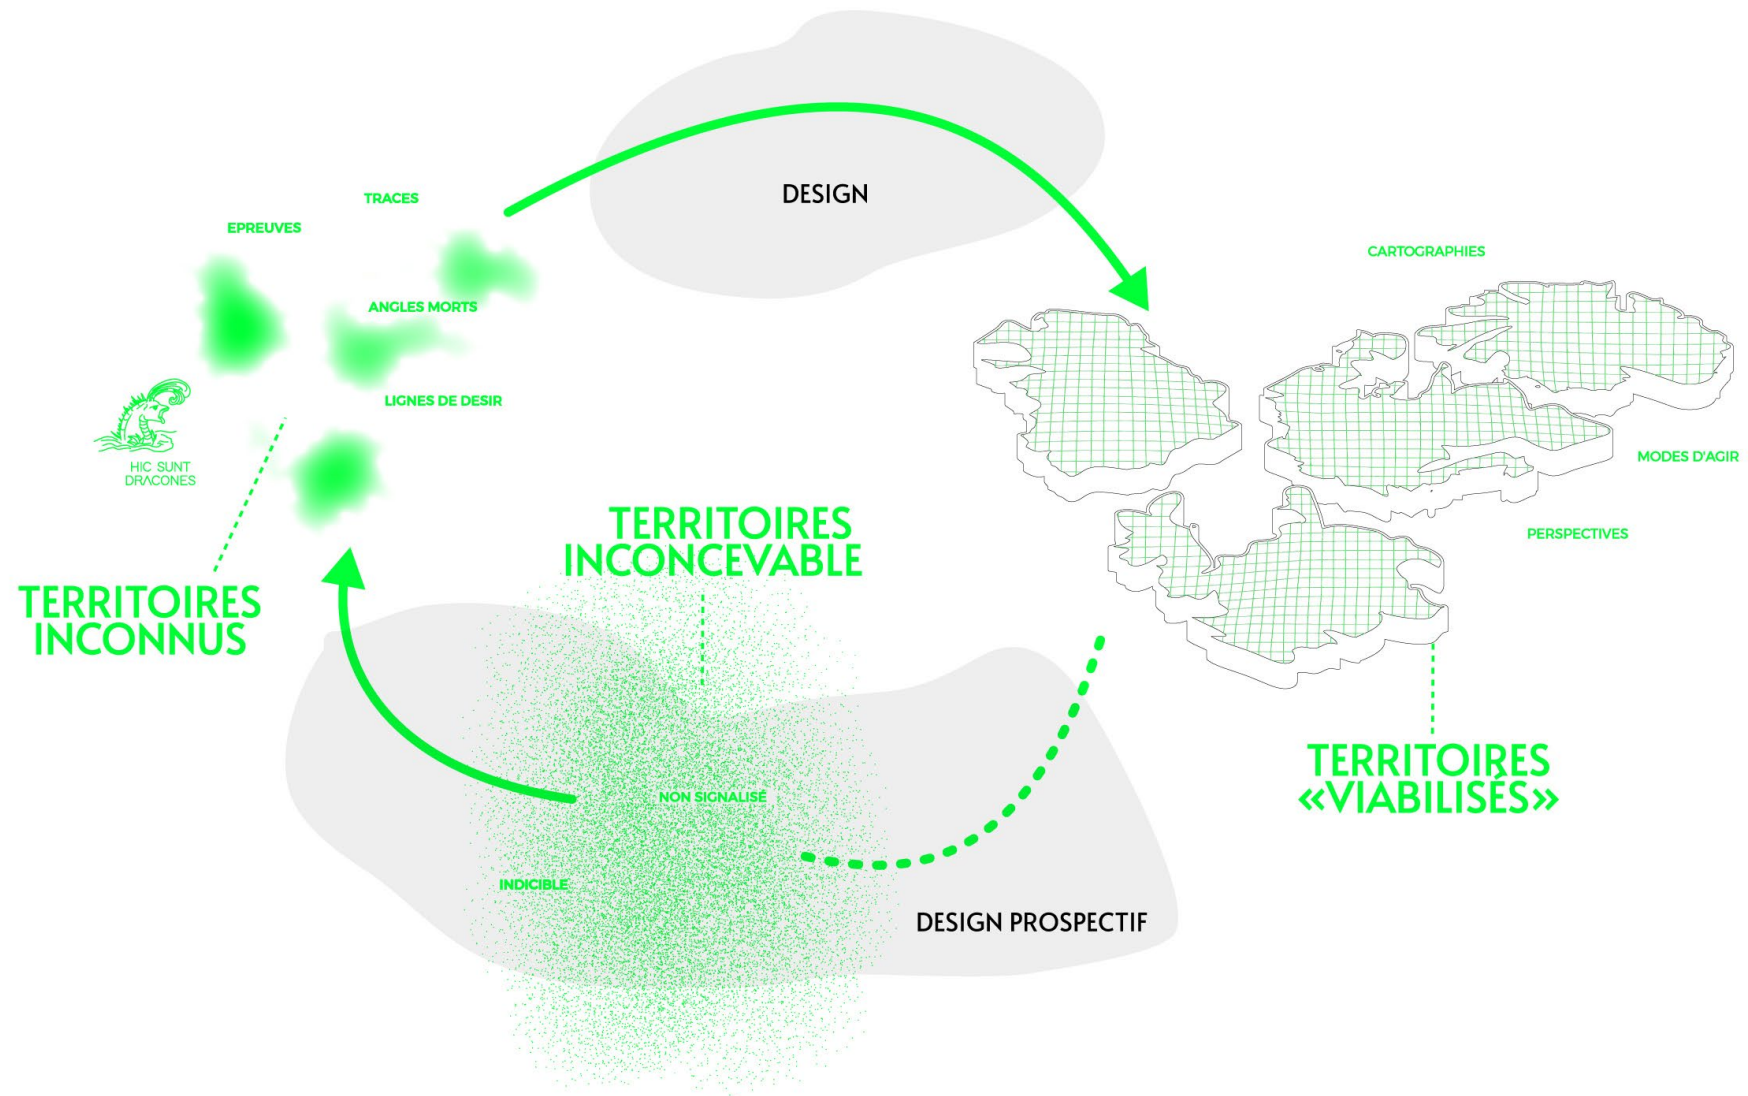 DESIGN
TRACES
EPREUVES
ANGLES MORTS
LIGNES DE DESIR
HIC SUNT
DRACONES
TERRITOIRES
INCONNUS
TERRITOIRES
INCONCEVABLE
NON SIGNALISÉ
INDICIBLE
DESIGN PROSPECTIF
CARTOGRAPHIES
MODES D'AGIR
PERSPECTIVES
TERRITOIRES
«VIABILISÉS»